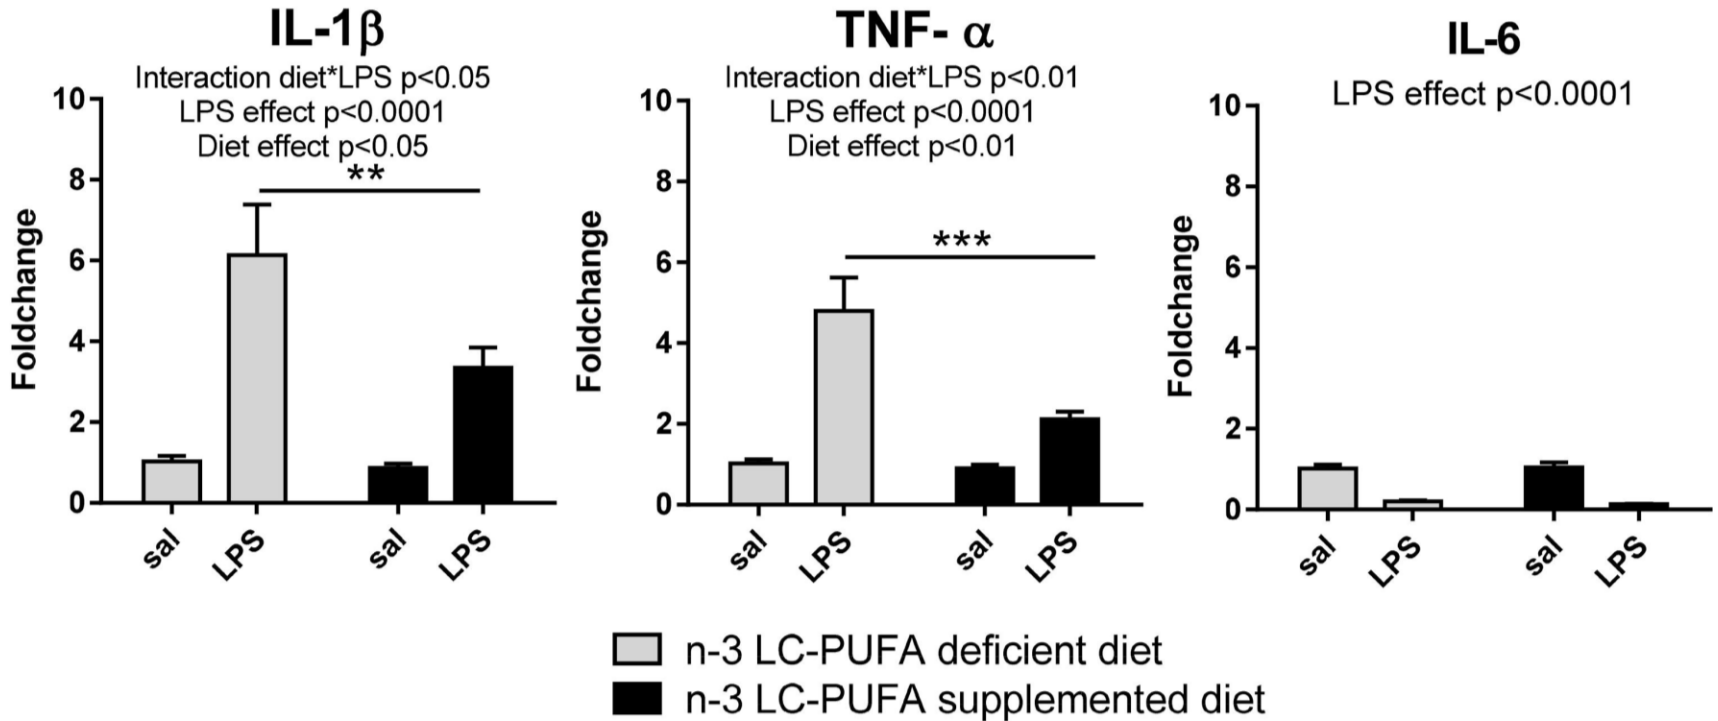 IL-1β
Interaction diet*LPS p<0.05
LPS effect p<0.0001
Diet effect p<0.05
**
Foldchange
10
8
6
4
2
0
sal
LPS
sal
LPS
TNF- α
Interaction diet*LPS p<0.01
LPS effect p<0.0001
Diet effect p<0.01
***
Foldchange
10
8
6
4
2
0
sal
LPS
sal
LPS
IL-6
LPS effect p<0.0001
Foldchange
10
8
6
4
2
0
sal
LPS
sal
LPS
n-3 LC-PUFA deficient diet
n-3 LC-PUFA supplemented diet